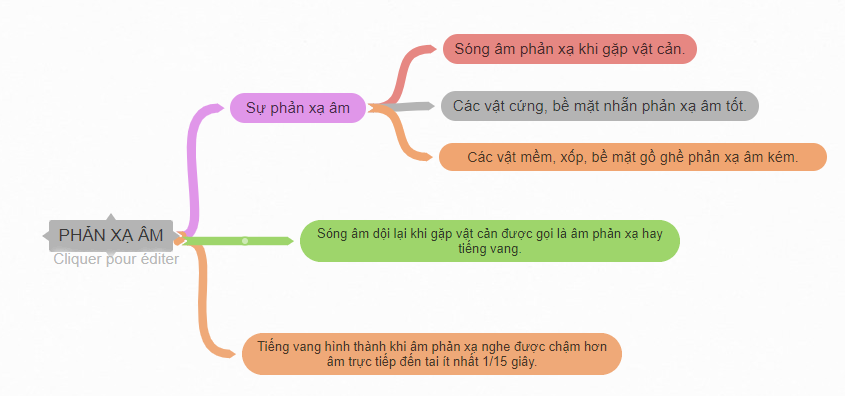 PHẢN XẠ ÂM
Cliquer pour éditer
Sự phản xạ âm
Sóng âm phản xạ khi gặp vật cản.
Các vật cứng, bề mặt nhẵn phản xạ âm tốt.
Các vật mềm, xốp, bề mặt gồ ghề phản xạ âm kém.
Sóng âm dội lại khi gặp vật cản được gọi là âm phản xạ hay
tiếng vang.
Tiếng vang hình thành khi âm phản xạ nghe được chậm hơn
âm trực tiếp đến tai ít nhất 1/15 giây.